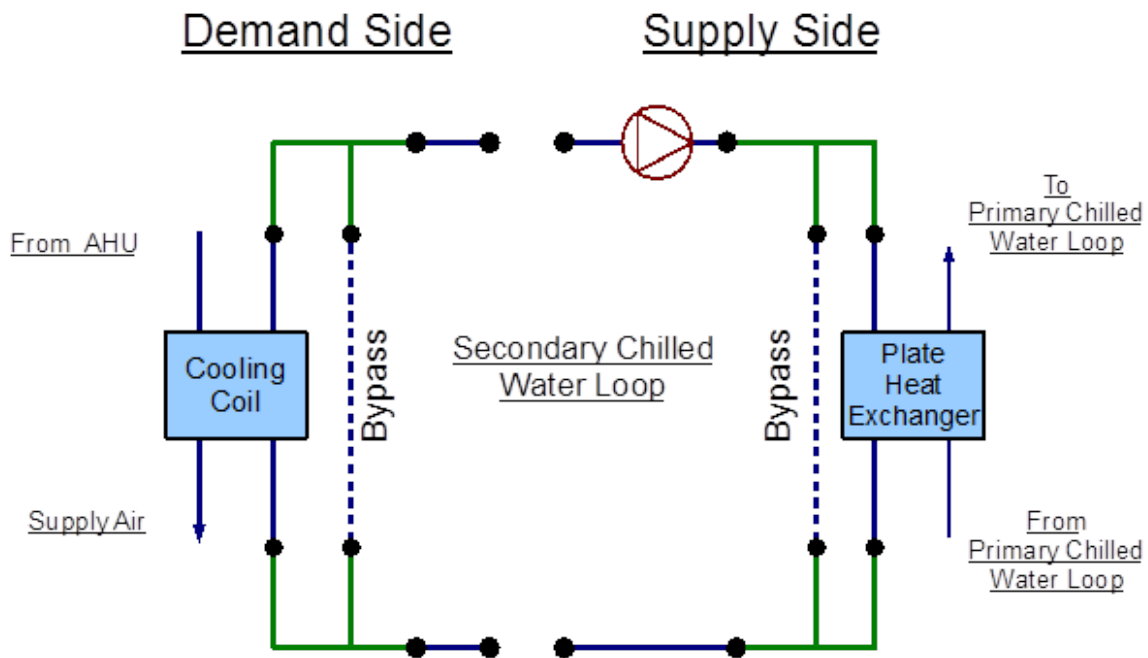 Demand Side
Supply Side
From AHU
Cooling
Coil
Supply Air
Bypass
Secondary Chilled
Water Loop
Bypass
Plate
Heat
Exchanger
To
Primary Chilled
Water Loop
From
Primary Chilled
Water Loop